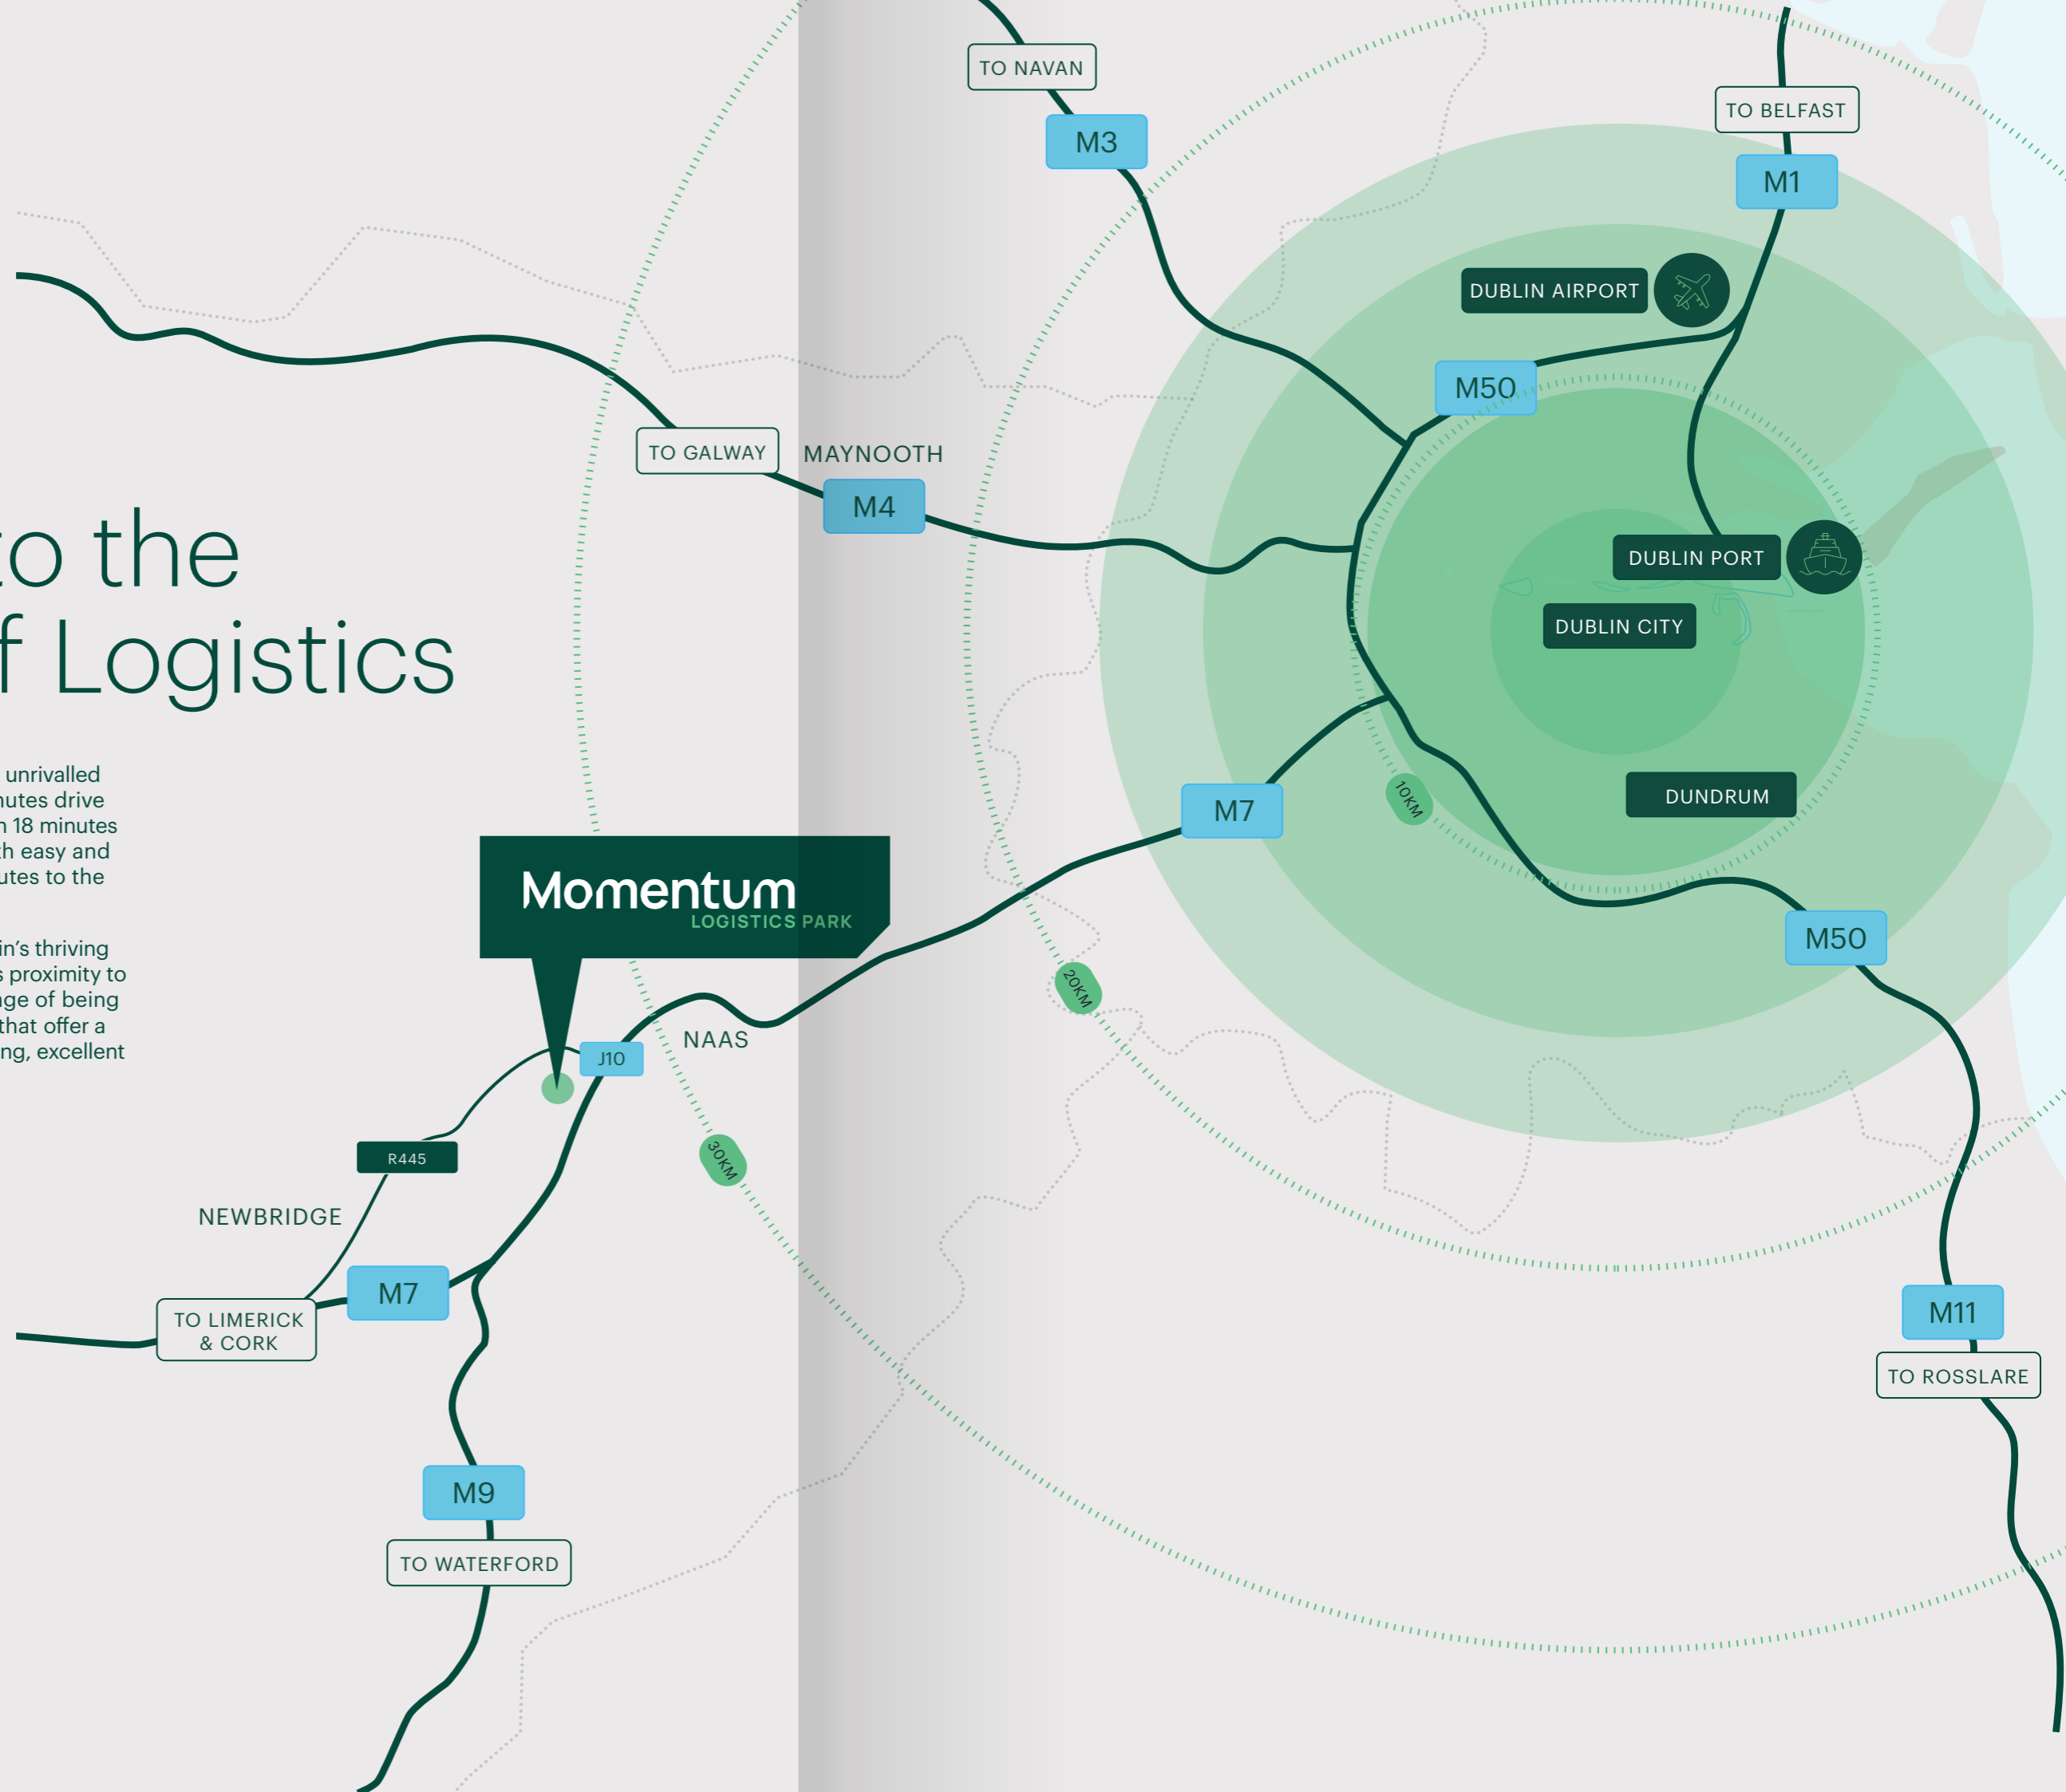 to the
f Logistics
unrivalled
nutes drive
n 18 minutes
th easy and
utes to the
in’s thriving
s proximity to
age of being
that offer a
ng, excellent
TO NAVAN
M3
TO BELFAST
M1
DUBLIN AIRPORT
M50
TO GALWAY
MAYNOOTH
M4
DUBLIN PORT
DUBLIN CITY
DUNDRUM
M7
10KM
Momentum
LOGISTICS PARK
M50
20KM
NAAS
J10
30KM
R445
NEWBRIDGE
M7
TO LIMERICK
& CORK
M11
TO ROSSLARE
M9
TO WATERFORD